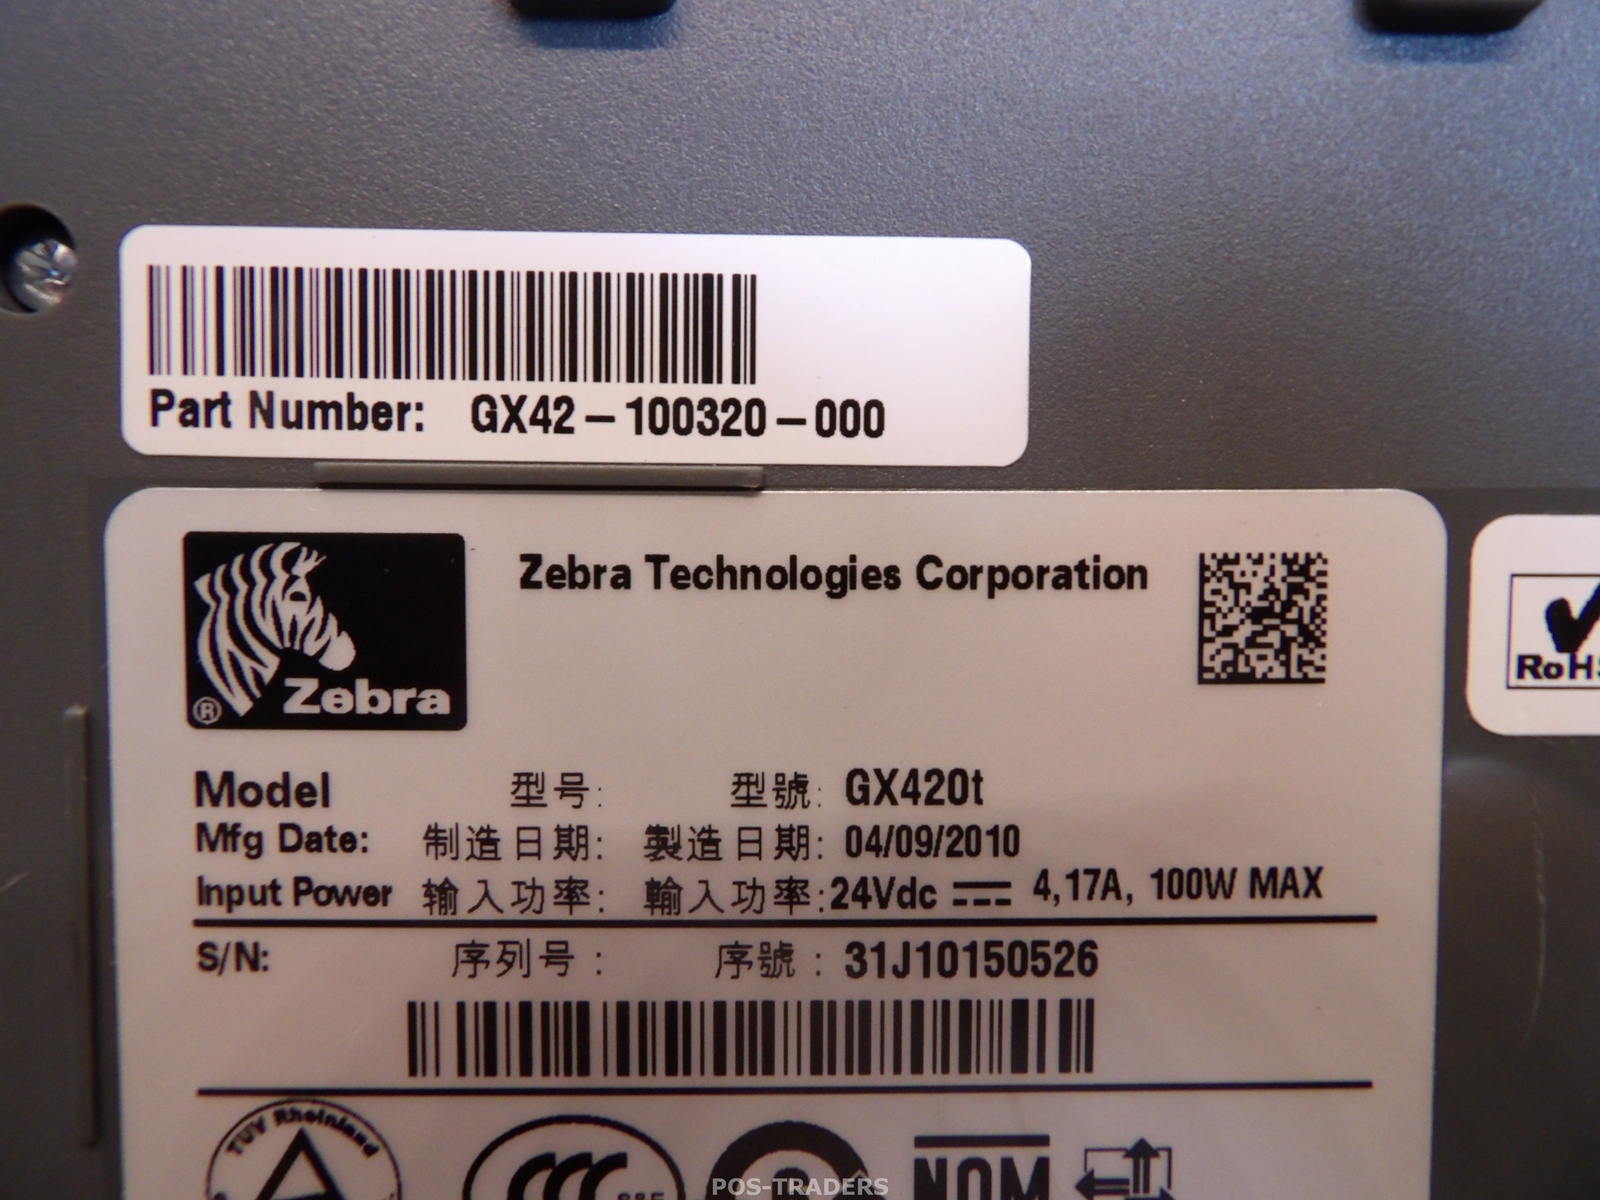 Part Number: GX42-100320-000
Zebra Technologies Corporation
Zebra
®
RoHS
Model 型号: 型號: GX420t
Mfg Date: 制造日期: 製造日期: 04/09/2010
Input Power 输入功率: 輸入功率: 24Vdc 4,17A, 100W MAX
S/N: 序列号: 序號: 31J10150526
TUV Rheinland
CCC
S&E
NOM
POS-TRADERS